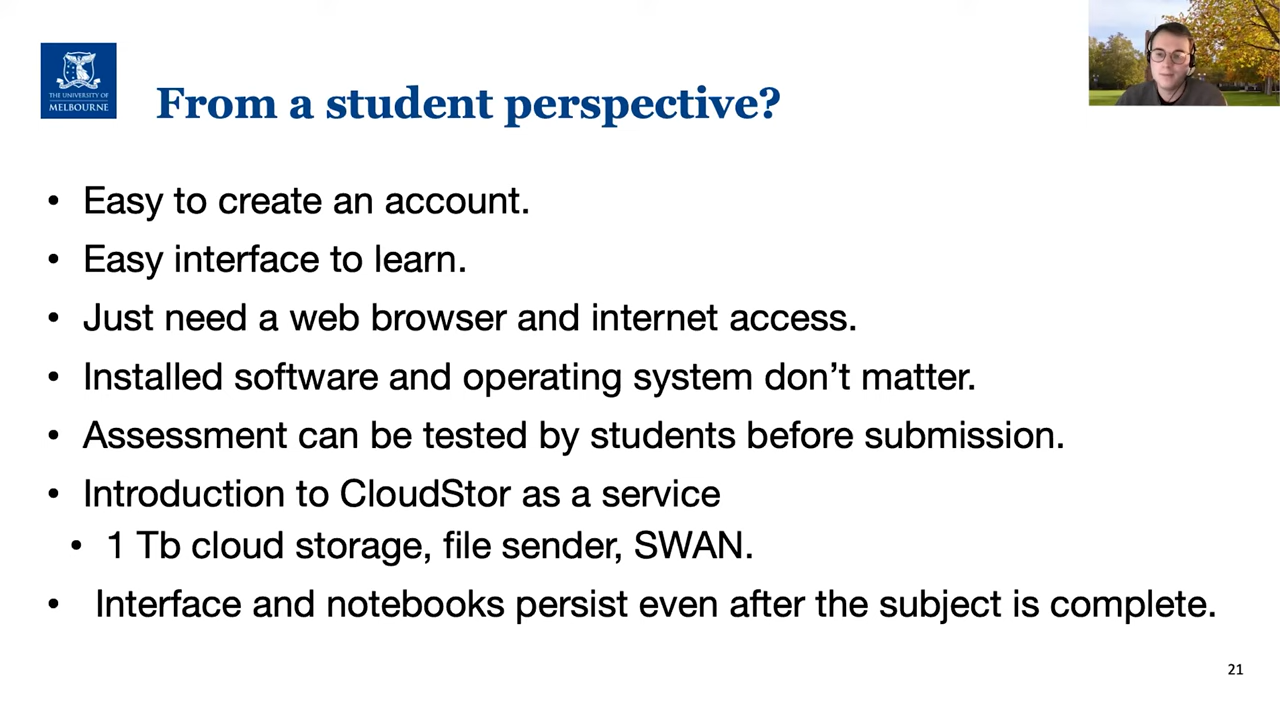 THE UNIVERSITY OF
MELBOURNE
From a student perspective?
• Easy to create an account.
• Easy interface to learn.
• Just need a web browser and internet access.
• Installed software and operating system don’t matter.
• Assessment can be tested by students before submission.
• Introduction to CloudStor as a service
• 1 Tb cloud storage, file sender, SWAN.
• Interface and notebooks persist even after the subject is complete.
21